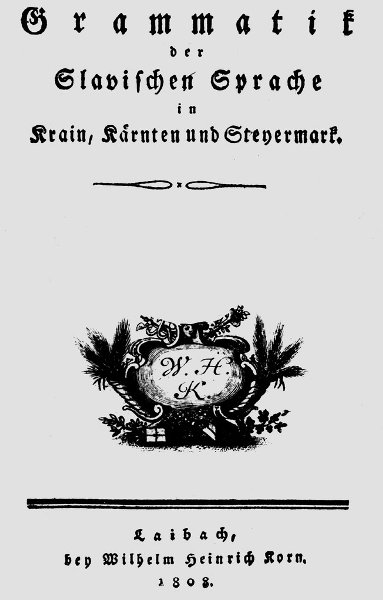 Grammatik
der
Slavischen Sprache
in
Krain, Kärnten und Steyermark.
W. H.
K
Laibach,
bey Wilhelm Heinrich Korn.
1808.